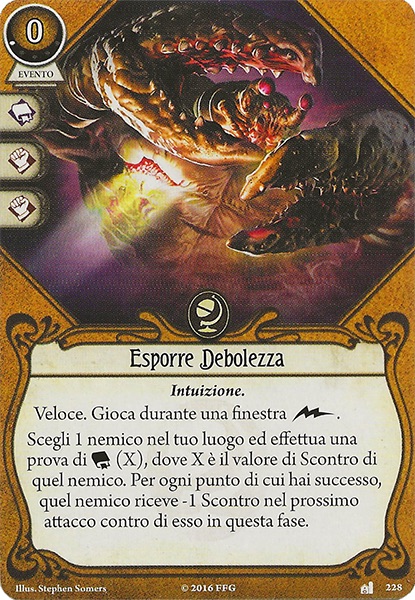 0
EVENTO
Esporre Debolezza
Intuizione.
Veloce. Gioca durante una finestra .
Scegli 1 nemico nel tuo luogo ed effettua una
prova di (X), dove X è il valore di Scontro di
quel nemico. Per ogni punto di cui hai successo,
quel nemico riceve -1 Scontro nel prossimo
attacco contro di esso in questa fase.
Illus. Stephen Somers © 2016 FFG 228